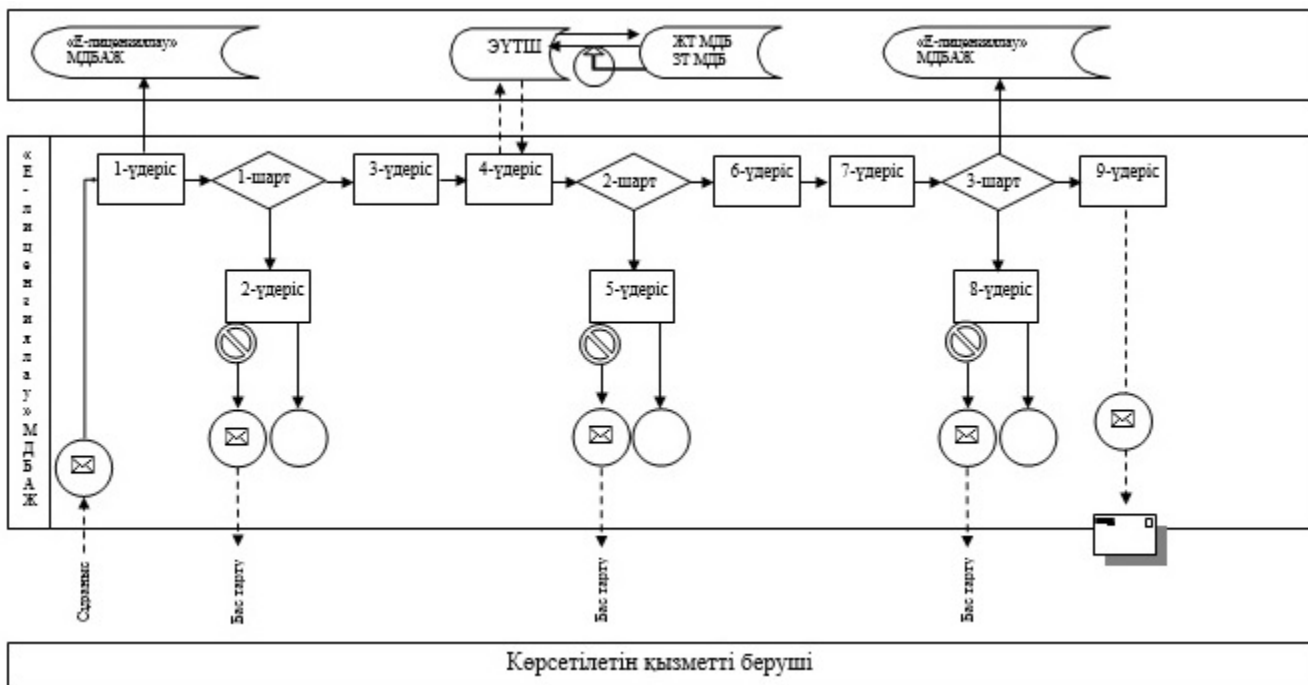 «Е-лицензиялау»
МДБАЖ
ЭҮТШ
ЖТ МДБ
ЗТ МДБ
«Е-лицензиялау»
МДБАЖ
«Е-лицензиялау» МДБАЖ
1-үдеріс
1-шарт
3-үдеріс
4-үдеріс
2-шарт
6-үдеріс
7-үдеріс
3-шарт
9-үдеріс
2-үдеріс
5-үдеріс
8-үдеріс
Сұраныс
Бас тарту
Бас тарту
Бас тарту
Көрсетілетін қызметті беруші